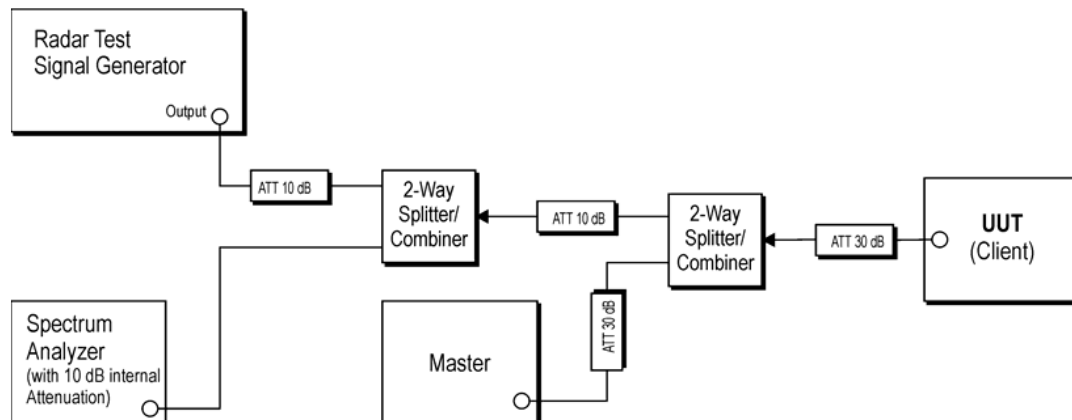 Radar Test
Signal Generator
Output
ATT 10 dB
2-Way
Splitter/
Combiner
ATT 10 dB
2-Way
Splitter/
Combiner
ATT 30 dB
UUT
(Client)
Spectrum
Analyzer
(with 10 dB internal
Attenuation)
Master
ATT 30 dB